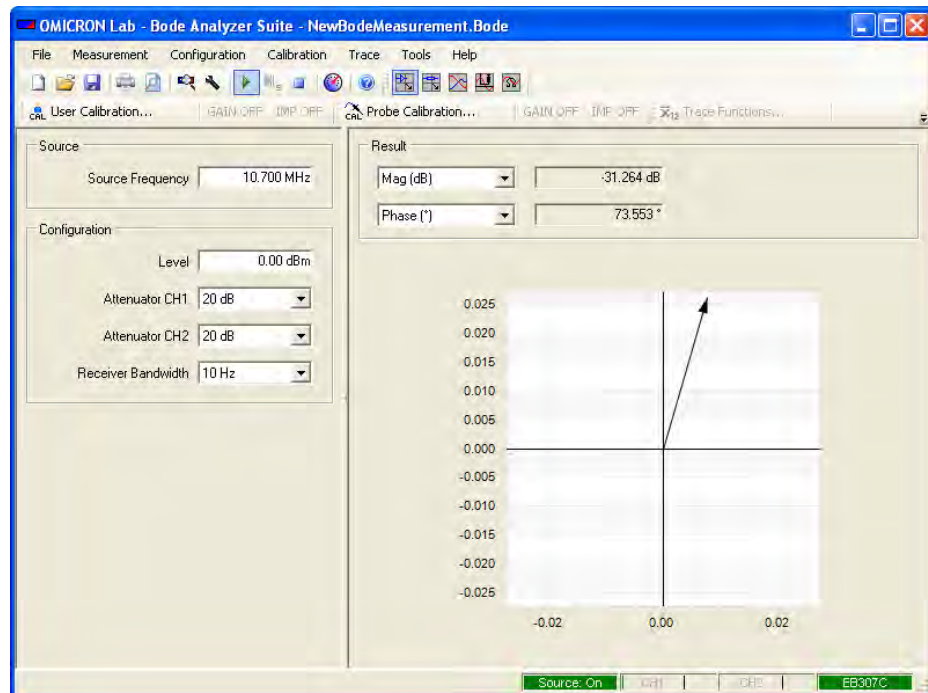 OMICRON Lab - Bode Analyzer Suite - NewBodeMeasurement.Bode
File Measurement Configuration Calibration Trace Tools Help
CAL User Calibration... GAIN OFF IMP OFF CAL Probe Calibration... GAIN OFF IMP OFF Trace Functions...
Source
Source Frequency 10.700 MHz
Configuration
Level 0.00 dBm
Attenuator CH1 20 dB
Attenuator CH2 20 dB
Receiver Bandwidth 10 Hz
Result
Mag (dB) -31.264 dB
Phase (°) 73.553 °
0.025
0.020
0.015
0.010
0.005
0.000
-0.005
-0.010
-0.015
-0.020
-0.025
-0.02 0.00 0.02
Source: On CH1 CH2 EB307C